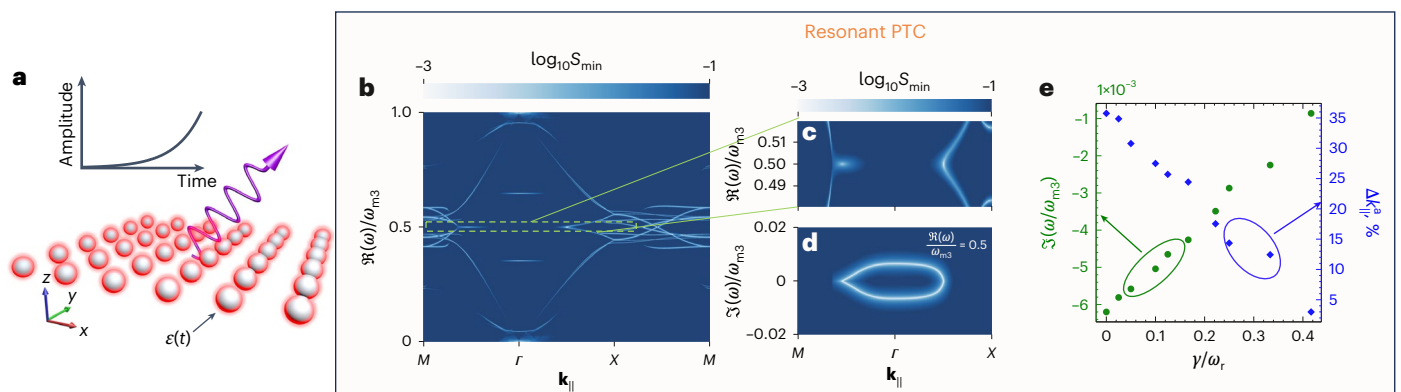 Resonant PTC
a
Amplitude
Time
z
y
x
ε(t)
b
−3
log₁₀Sₘᵢₙ
−1
ℜ(ω)/ωₘ₃
1.0
0.5
0
M
Γ
X
M
k∥
−3
log₁₀Sₘᵢₙ
−1
c
ℜ(ω)/ωₘ₃
0.51
0.50
0.49
d
ℜ(ω)/ωₘ₃ = 0.5
ℑ(ω)/ωₘ₃
0.02
0
−0.02
M
Γ
X
k∥
e
1×10⁻³
ℑ(ω/ωₘ₃)
−1
−2
−3
−4
−5
−6
0
0.1
0.2
0.3
0.4
γ/ωᵣ
35
30
25
20
15
10
5
Δkᵃ∥, %